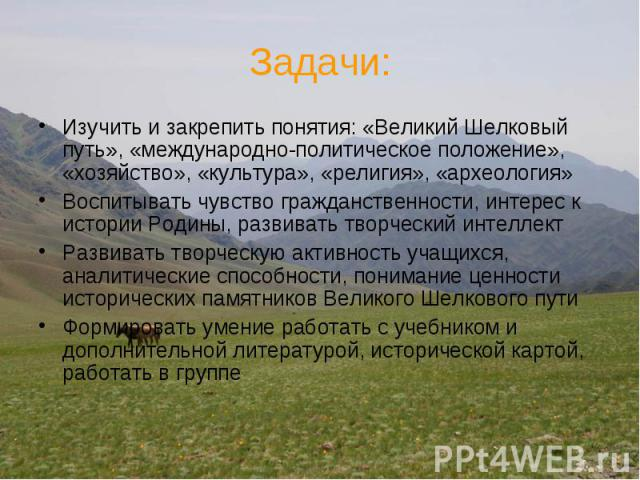 Задачи:
• Изучить и закрепить понятия: «Великий Шелковый
путь», «международно-политическое положение»,
«хозяйство», «культура», «религия», «археология»
• Воспитывать чувство гражданственности, интерес к
истории Родины, развивать творческий интеллект
• Развивать творческую активность учащихся,
аналитические способности, понимание ценности
исторических памятников Великого Шелкового пути
• Формировать умение работать с учебником и
дополнительной литературой, исторической картой,
работать в группе
PPt4WEB.ru